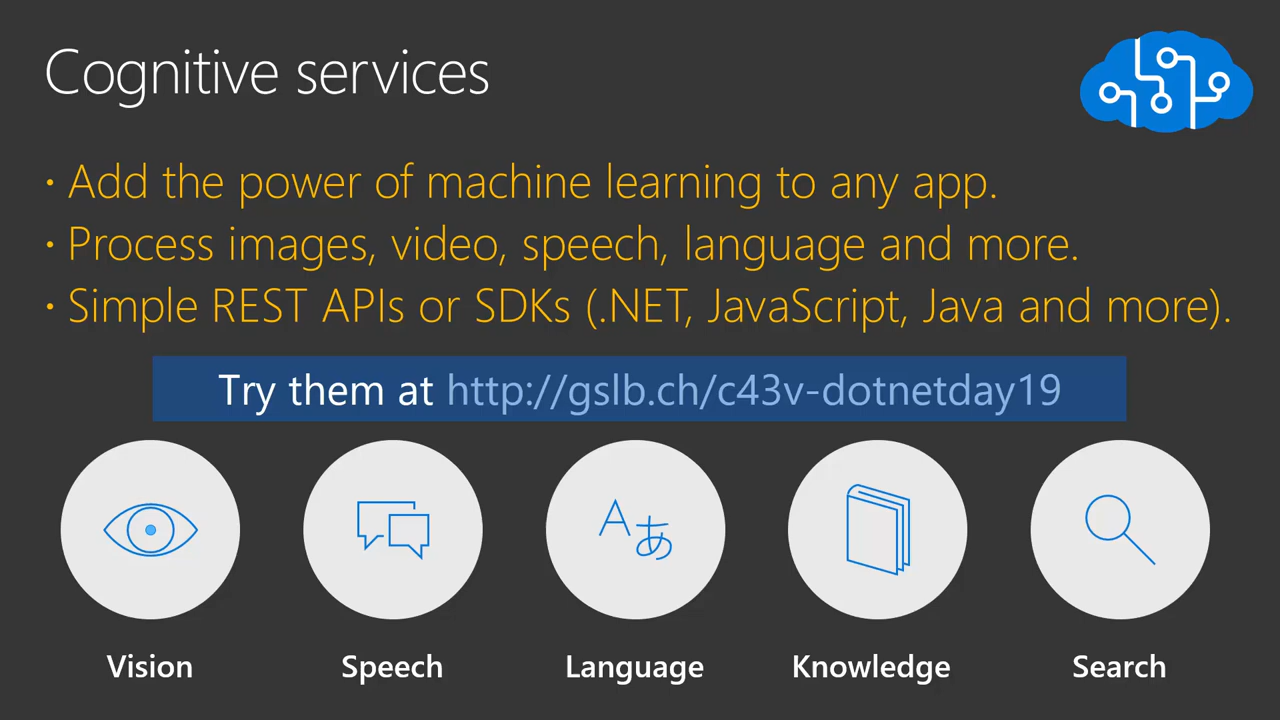 Cognitive services
· Add the power of machine learning to any app.
· Process images, video, speech, language and more.
· Simple REST APIs or SDKs (.NET, JavaScript, Java and more).
Try them at http://gslb.ch/c43v-dotnetday19
A あ
Vision Speech Language Knowledge Search